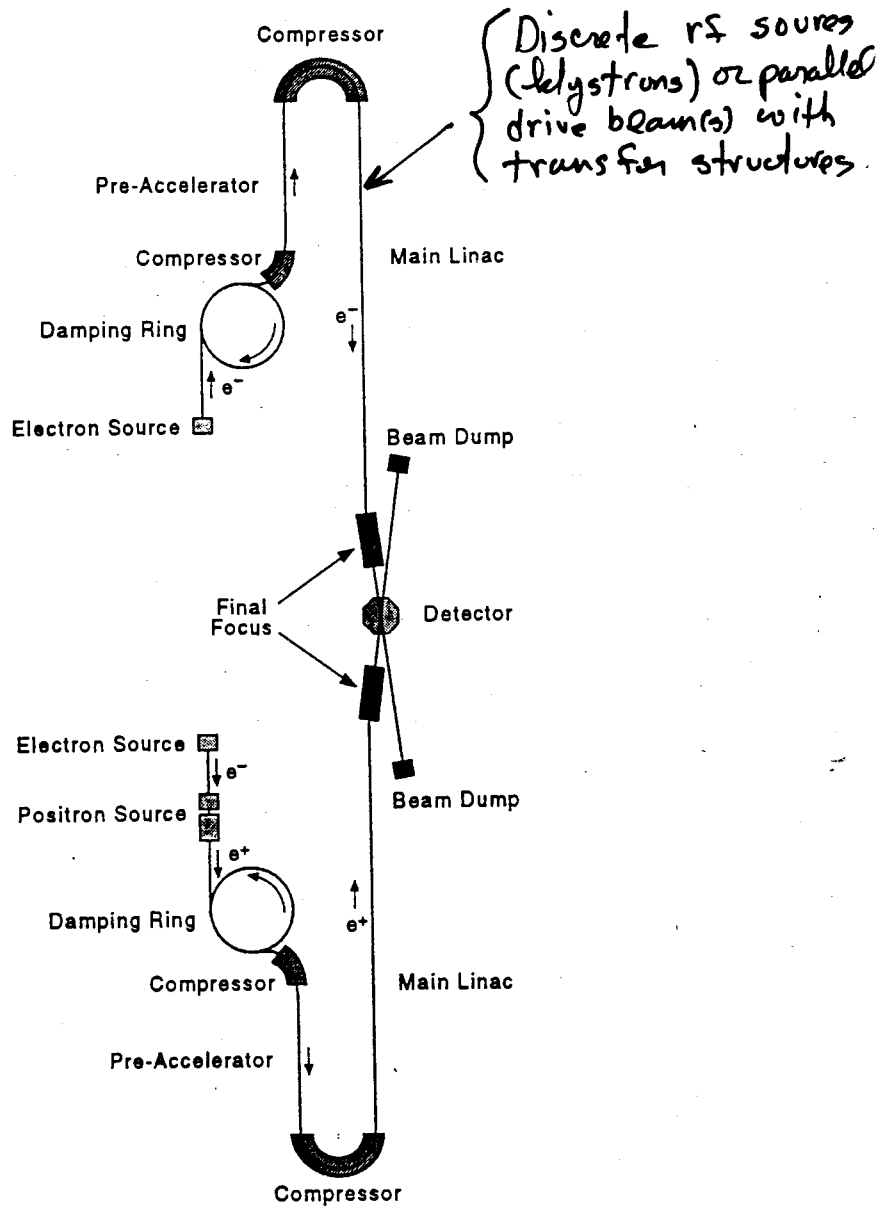 Compressor
Discrete rf soures
(klystrons) or parallel
drive beam(s) with
transfer structures.
Pre-Accelerator
Compressor
Main Linac
Damping Ring
e⁻
e⁻
Electron Source
Beam Dump
Final
Focus
Detector
Electron Source
e⁻
Positron Source
Beam Dump
e⁺
Damping Ring
e⁺
Compressor
Main Linac
Pre-Accelerator
Compressor